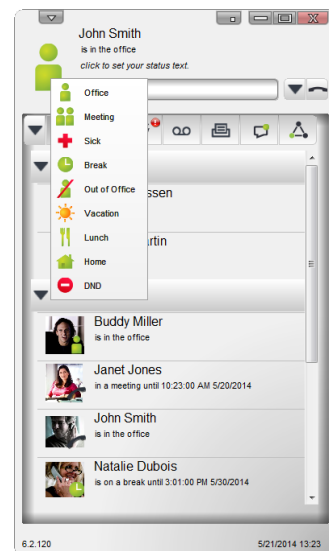 John Smith
is in the office
click to set your status text.
Office
Meeting
Sick
Break
Out of Office
Vacation
Lunch
Home
DND
ssen
artin
Buddy Miller
is in the office
Janet Jones
in a meeting until 10:23:00 AM 5/20/2014
John Smith
is in the office
Natalie Dubois
is on a break until 3:01:00 PM 5/30/2014
6.2.120
5/21/2014 13:23